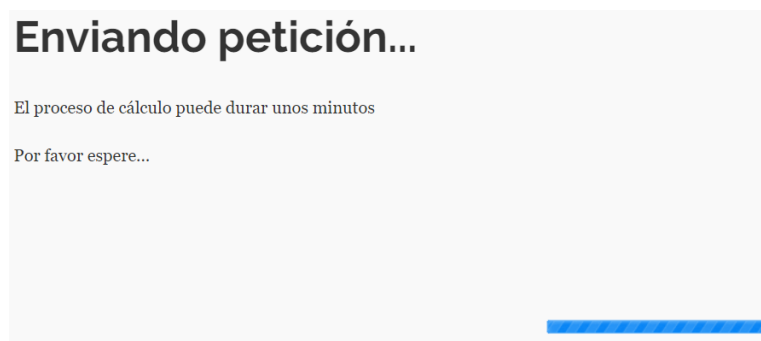 Enviando petición...
El proceso de cálculo puede durar unos minutos
Por favor espere...